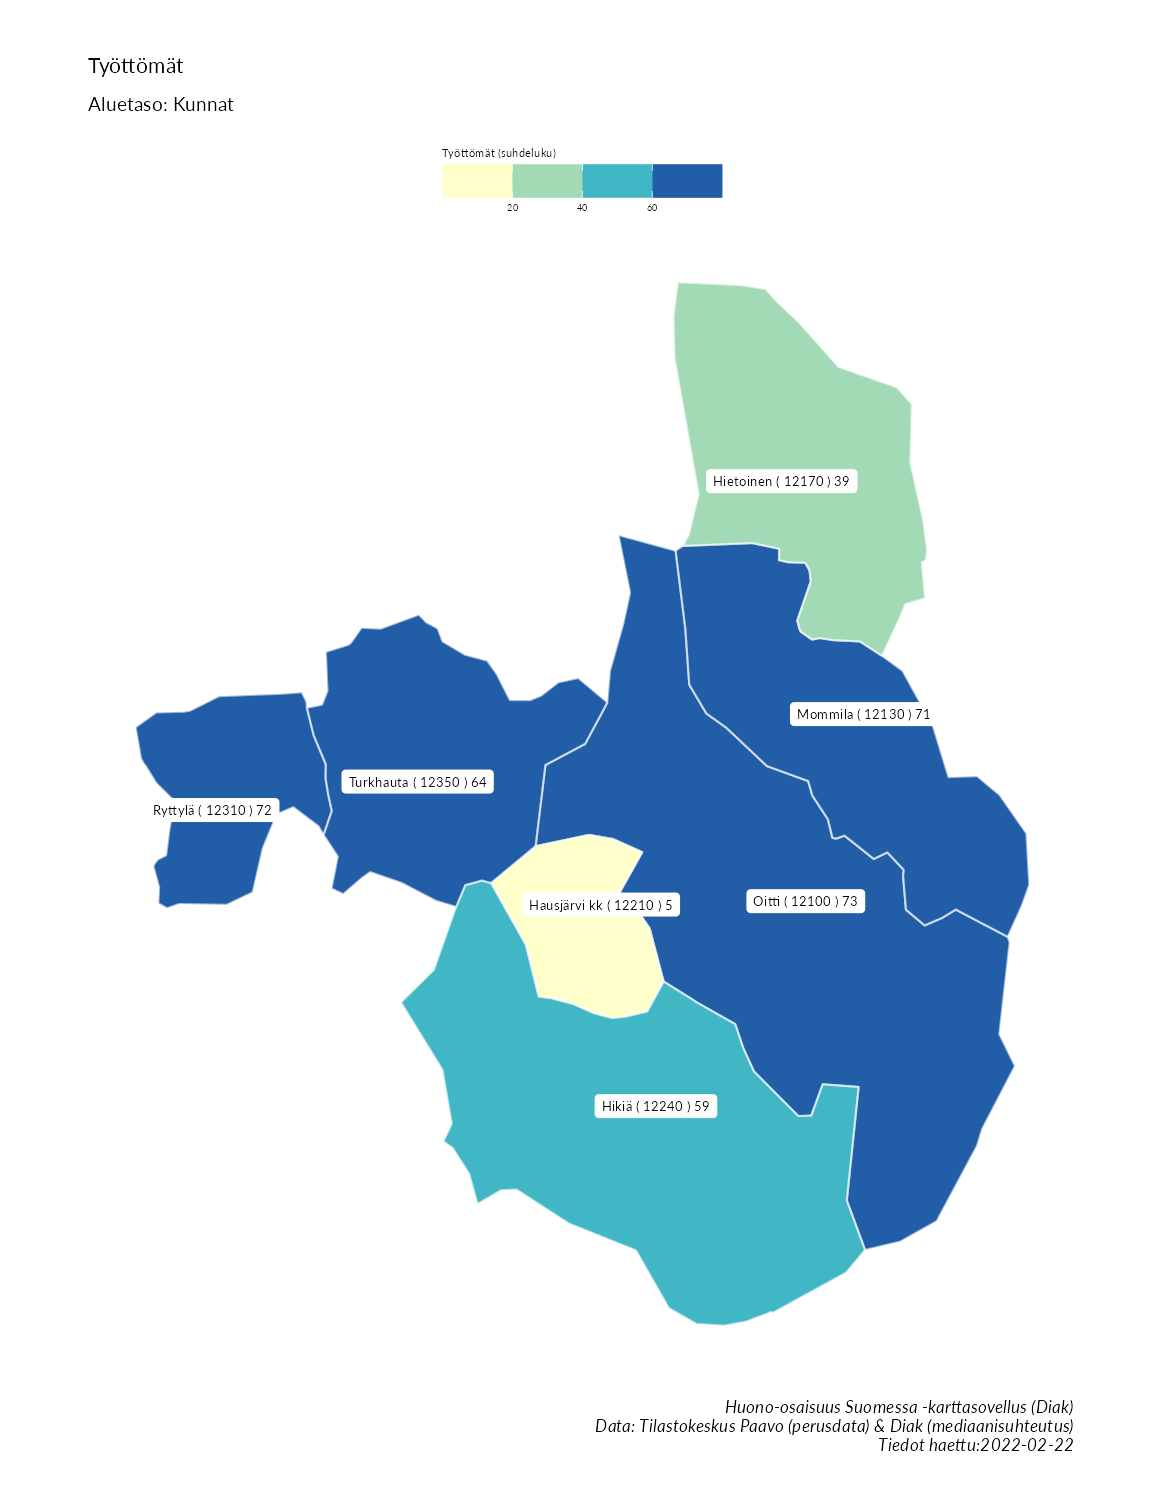 Työttömät
Aluetaso: Kunnat
Työttömät (suhdeluku)
20 40 60
Hietoinen ( 12170 ) 39
Mommila ( 12130 ) 71
Turkhauta ( 12350 ) 64
Ryttylä ( 12310 ) 72
Oitti ( 12100 ) 73
Hausjärvi kk ( 12210 ) 5
Hikiä ( 12240 ) 59
Huono-osaisuus Suomessa -karttasovellus (Diak)
Data: Tilastokeskus Paavo (perusdata) & Diak (mediaanisuhteutus)
Tiedot haettu:2022-02-22